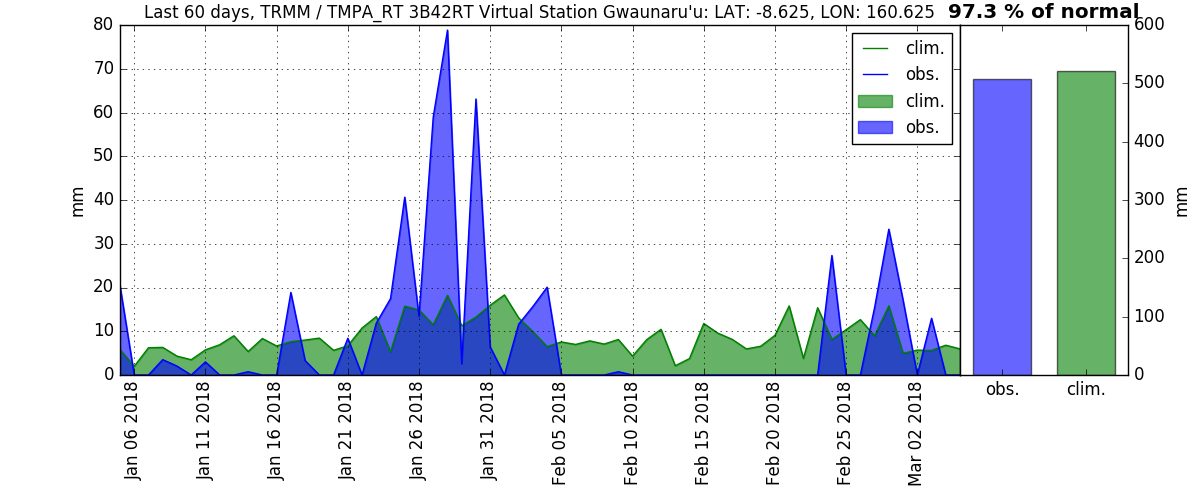 Last 60 days, TRMM / TMPA_RT 3B42RT Virtual Station Gwaunaru'u: LAT: -8.625, LON: 160.625
97.3 % of normal
80
70
60
50
40
30
20
10
0
mm
clim.
obs.
clim.
obs.
Jan 06 2018
Jan 11 2018
Jan 16 2018
Jan 21 2018
Jan 26 2018
Jan 31 2018
Feb 05 2018
Feb 10 2018
Feb 15 2018
Feb 20 2018
Feb 25 2018
Mar 02 2018
600
500
400
300
200
100
0
mm
obs.
clim.